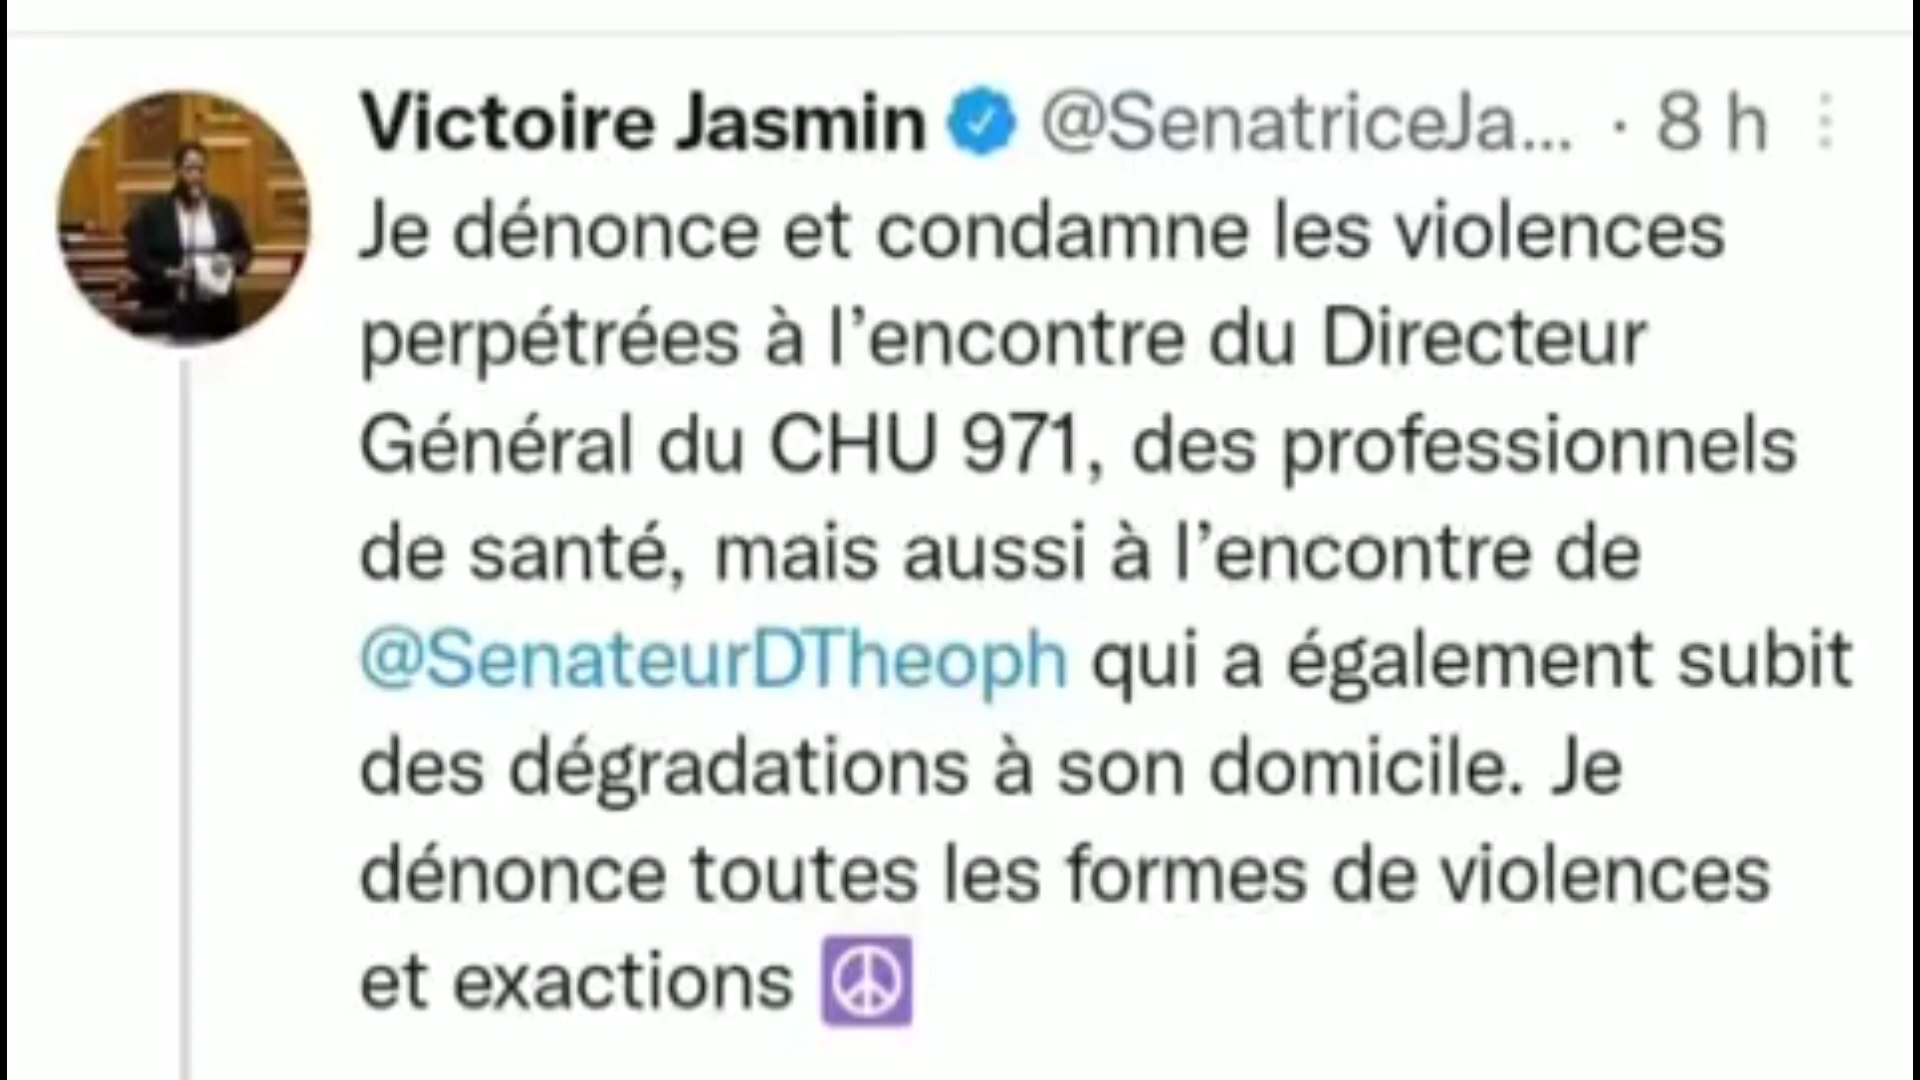 Victoire Jasmin @SenatriceJa... · 8 h
Je dénonce et condamne les violences
perpétrées à l’encontre du Directeur
Général du CHU 971, des professionnels
de santé, mais aussi à l’encontre de
@SenateurDTheoph qui a également subit
des dégradations à son domicile. Je
dénonce toutes les formes de violences
et exactions ☮️